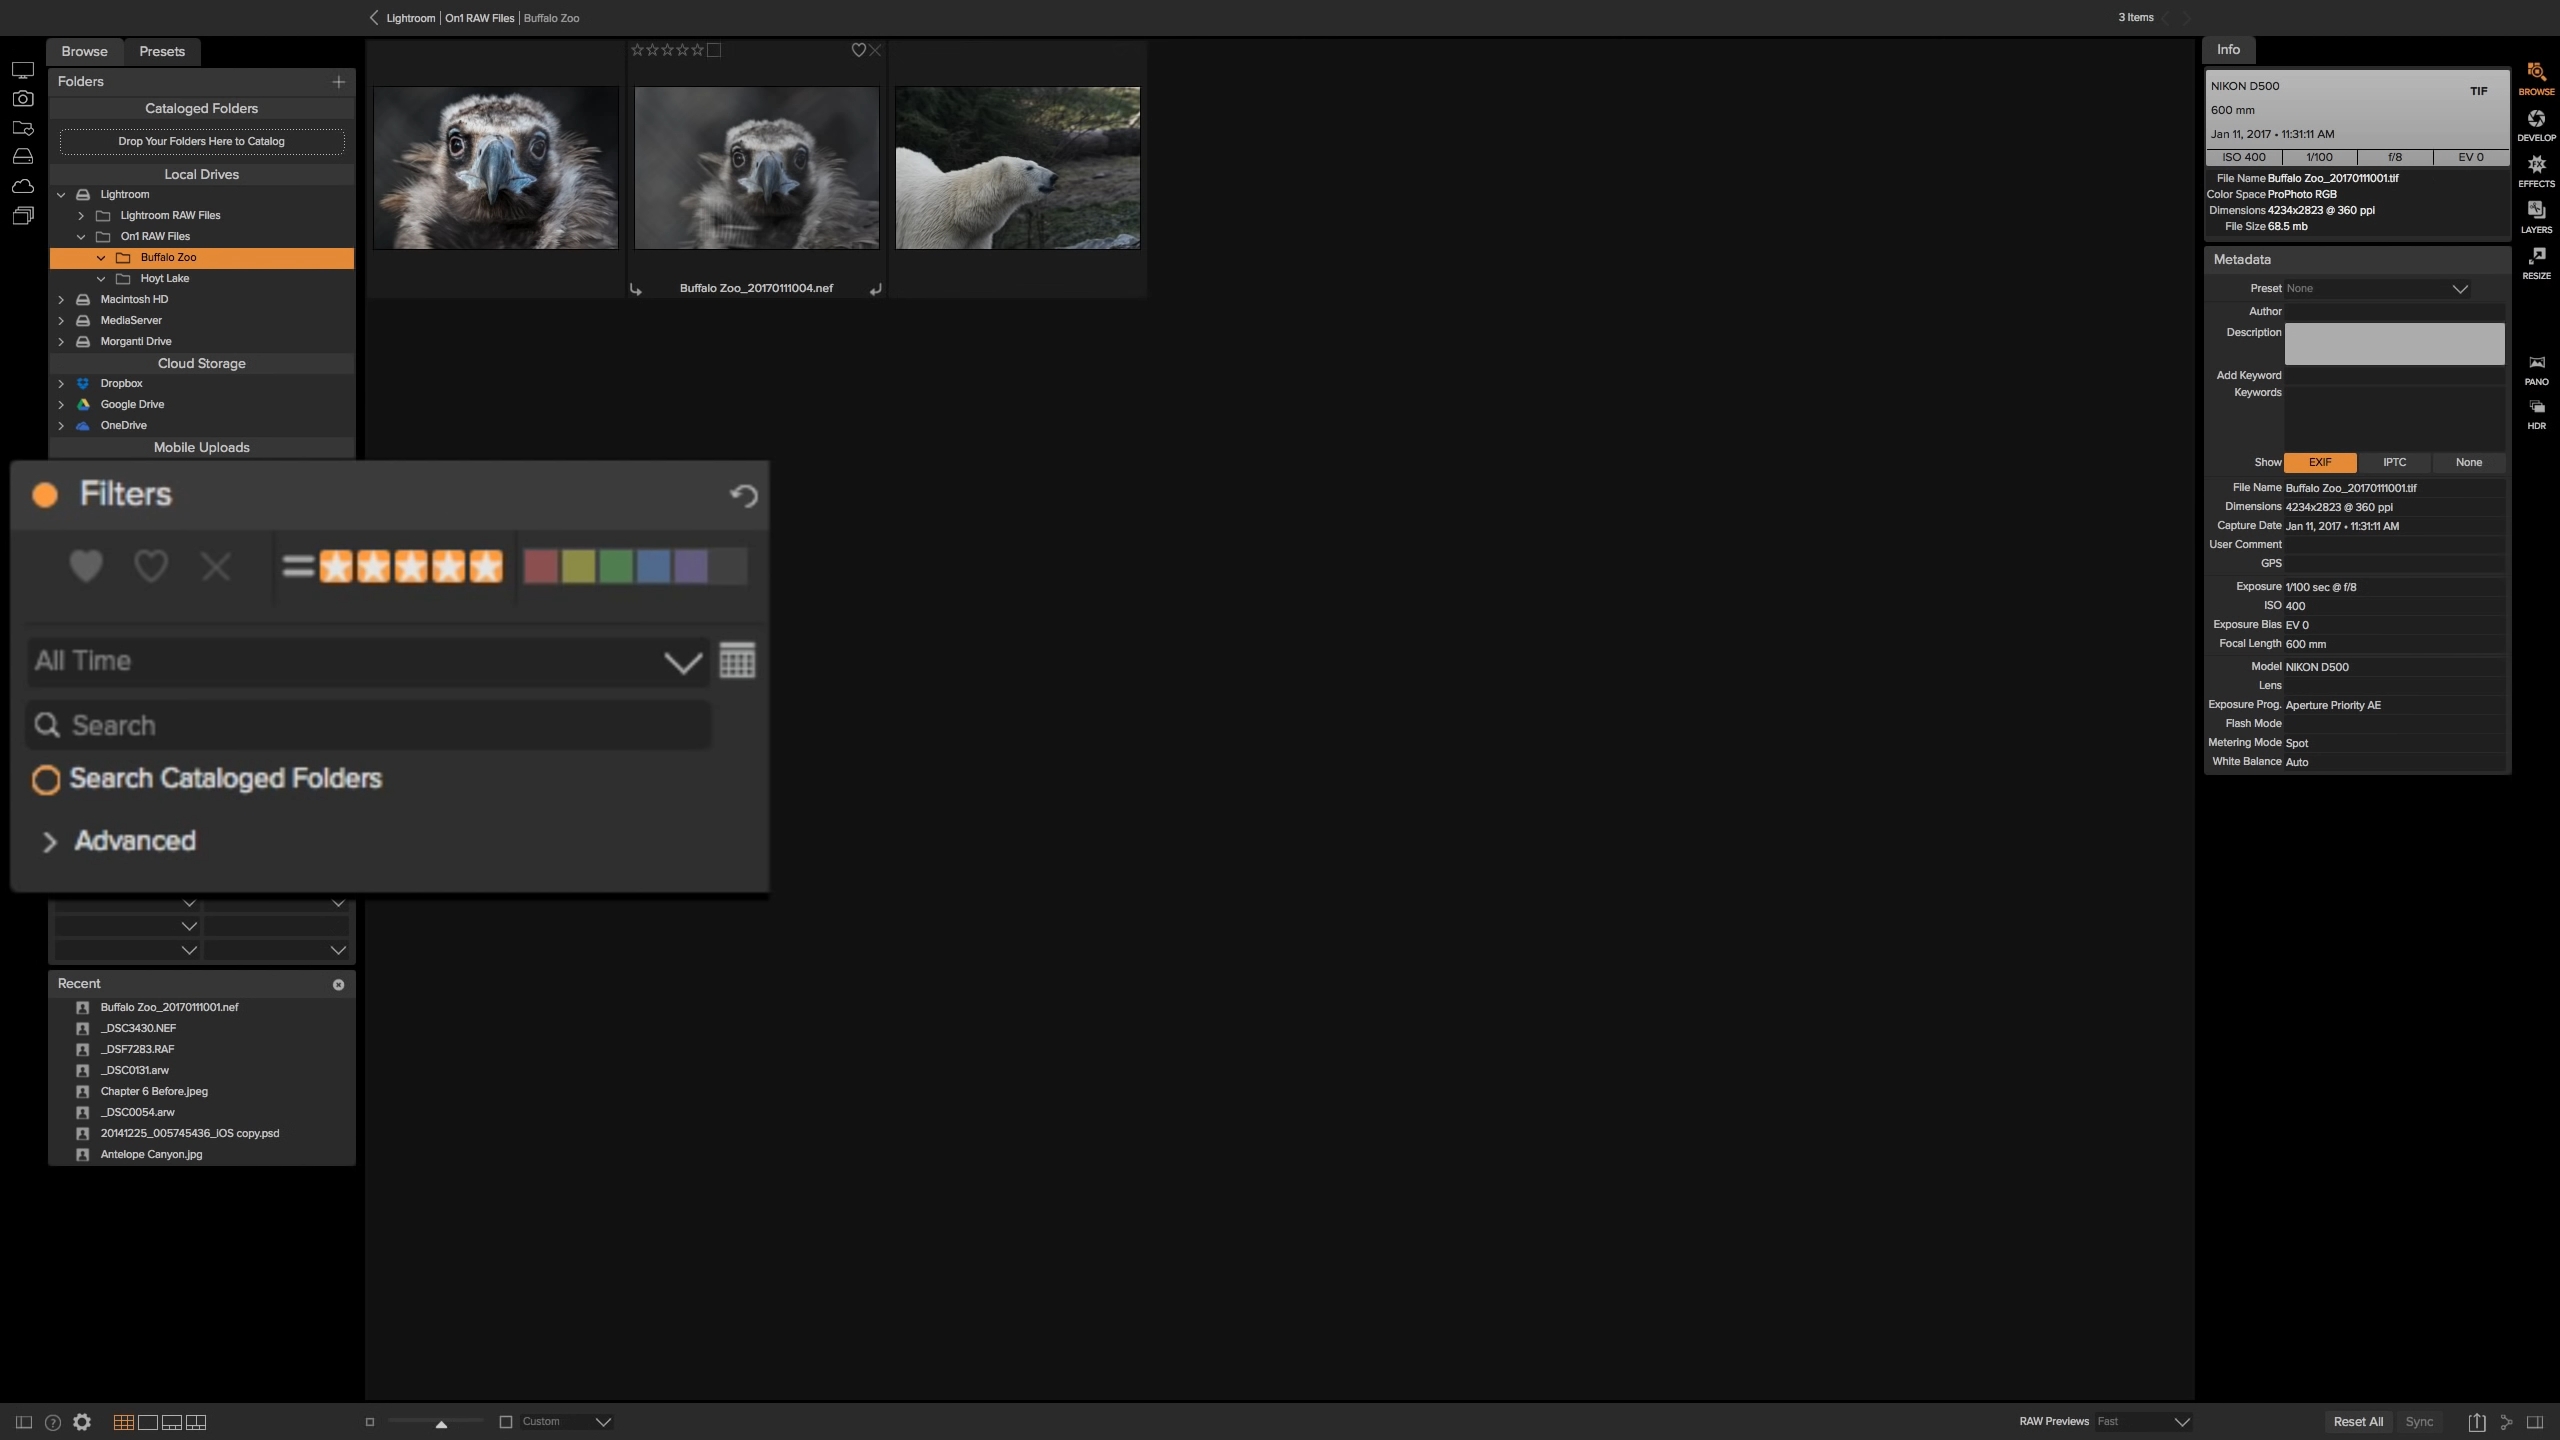 Lightroom | On1 RAW Files | Buffalo Zoo
3 Items
Browse
Presets
Folders
Cataloged Folders
Drop Your Folders Here to Catalog
Local Drives
Lightroom
Lightroom RAW Files
On1 RAW Files
Buffalo Zoo
Hoyt Lake
Macintosh HD
MediaServer
Morganti Drive
Cloud Storage
Dropbox
Google Drive
OneDrive
Mobile Uploads
Filters
All Time
Search
Search Cataloged Folders
Advanced
Recent
Buffalo Zoo_20170111001.nef
_DSC3430.NEF
_DSF7283.RAF
_DSC0131.arw
Chapter 6 Before.jpeg
_DSC0054.arw
20141225_005745436_iOS copy.psd
Antelope Canyon.jpg
Buffalo Zoo_20170111004.nef
Info
NIKON D500
TIF
600 mm
Jan 11, 2017 • 11:31:11 AM
ISO 400 1/100 f/8 EV 0
File Name Buffalo Zoo_20170111001.tif
Color Space ProPhoto RGB
Dimensions 4234x2823 @ 360 ppi
File Size 68.5 mb
Metadata
Preset None
Author
Description
Add Keyword
Keywords
Show EXIF IPTC None
File Name Buffalo Zoo_20170111001.tif
Dimensions 4234x2823 @ 360 ppi
Capture Date Jan 11, 2017 • 11:31:11 AM
User Comment
GPS
Exposure 1/100 sec @ f/8
ISO 400
Exposure Bias EV 0
Focal Length 600 mm
Model NIKON D500
Lens
Exposure Prog. Aperture Priority AE
Flash Mode
Metering Mode Spot
White Balance Auto
BROWSE
DEVELOP
FX
EFFECTS
LAYERS
RESIZE
PANO
HDR
?
Custom
RAW Previews Fast
Reset All
Sync